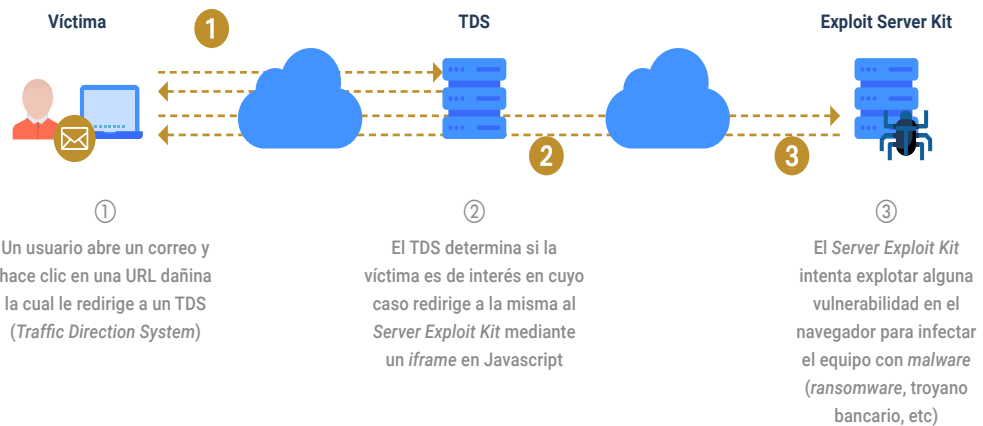 Víctima
TDS
Exploit Server Kit
1
2
3
①
Un usuario abre un correo y
hace clic en una URL dañina
la cual le redirige a un TDS
(Traffic Direction System)
②
El TDS determina si la
víctima es de interés en cuyo
caso redirige a la misma al
Server Exploit Kit mediante
un iframe en Javascript
③
El Server Exploit Kit
intenta explotar alguna
vulnerabilidad en el
navegador para infectar
el equipo con malware
(ransomware, troyano
bancario, etc)